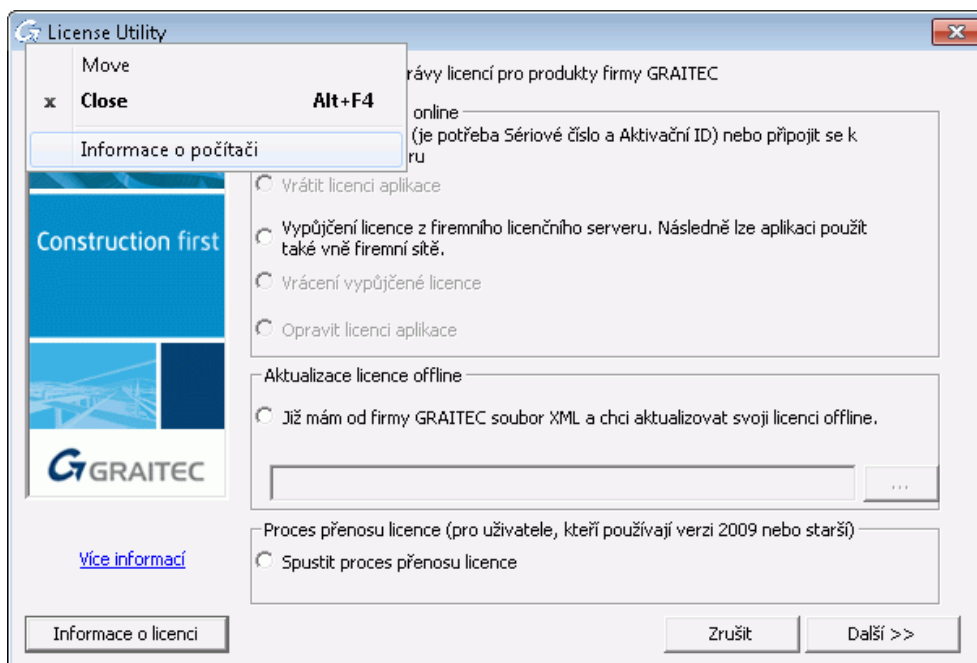 License Utility
Move
x Close Alt+F4
Informace o počítači
rávy licencí pro produkty firmy GRAITEC
online
(je potřeba Sériové číslo a Aktivační ID) nebo připojit se k
ru
Vrátit licenci aplikace
Vypůjčení licence z firemního licenčního serveru. Následně lze aplikaci použít
také vně firemní sítě.
Vrácení vypůjčené licence
Opravit licenci aplikace
Construction first
GRAITEC
Aktualizace licence offline
Již mám od firmy GRAITEC soubor XML a chci aktualizovat svoji licenci offline.
...
Proces přenosu licence (pro uživatele, kteří používají verzi 2009 nebo starší)
Spustit proces přenosu licence
Více informací
Informace o licenci
Zrušit
Další >>